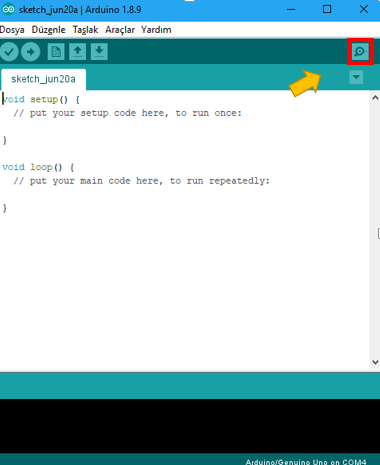 sketch_jun20a | Arduino 1.8.9
Dosya Düzenle Taslak Araçlar Yardım
sketch_jun20a
void setup() {
// put your setup code here, to run once:
}
void loop() {
// put your main code here, to run repeatedly:
}
Arduino/Genuino Uno on COM4